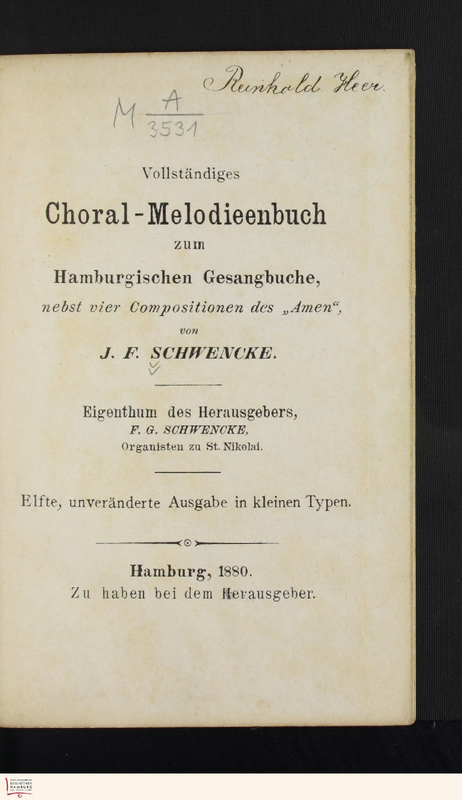 Reinhold Heer.
M A
3531
Vollständiges
Choral-Melodieenbuch
zum
Hamburgischen Gesangbuche,
nebst vier Compositionen des „Amen“,
von
J. F. SCHWENCKE.
Eigenthum des Herausgebers,
F. G. SCHWENCKE,
Organisten zu St. Nikolai.
Elfte, unveränderte Ausgabe in kleinen Typen.
Hamburg, 1880.
Zu haben bei dem Herausgeber.
HAMBURG